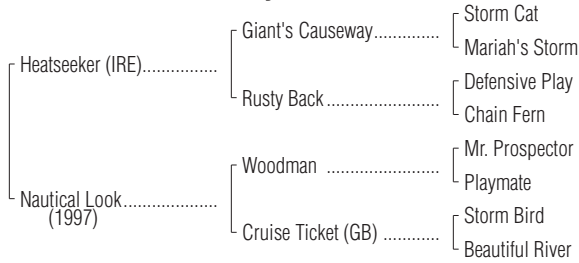 Storm Cat
Giant's Causeway..............
Mariah's Storm
Heatseeker (IRE)................
Defensive Play
Rusty Back ........................
Chain Fern
Mr. Prospector
Woodman ........................
Playmate
Nautical Look....................
(1997)
Storm Bird
Cruise Ticket (GB) ............
Beautiful River